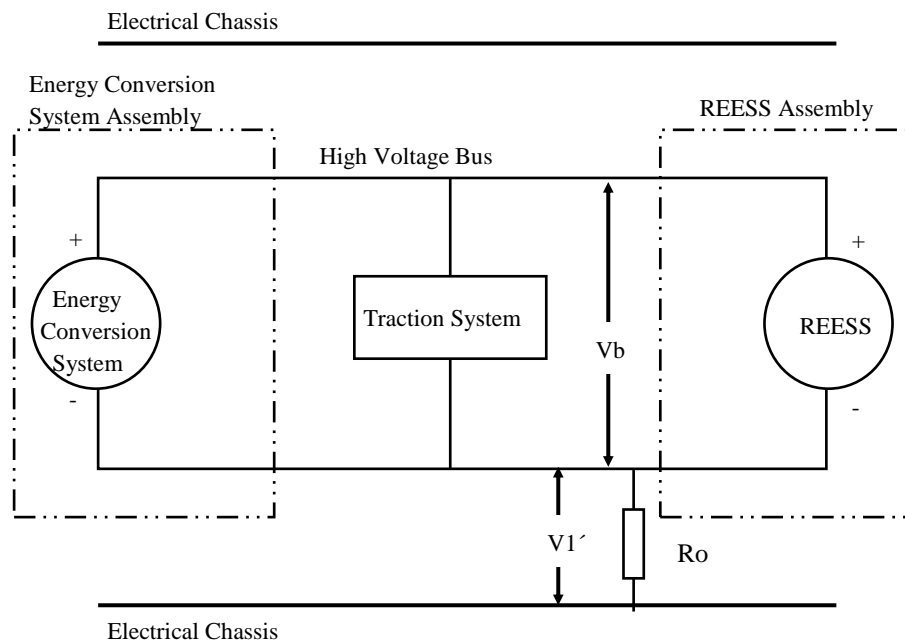 Electrical Chassis
Energy Conversion
System Assembly
REESS Assembly
High Voltage Bus
+
+
Energy
Conversion
System
Traction System
REESS
Vb
-
-
V1´
Ro
Electrical Chassis